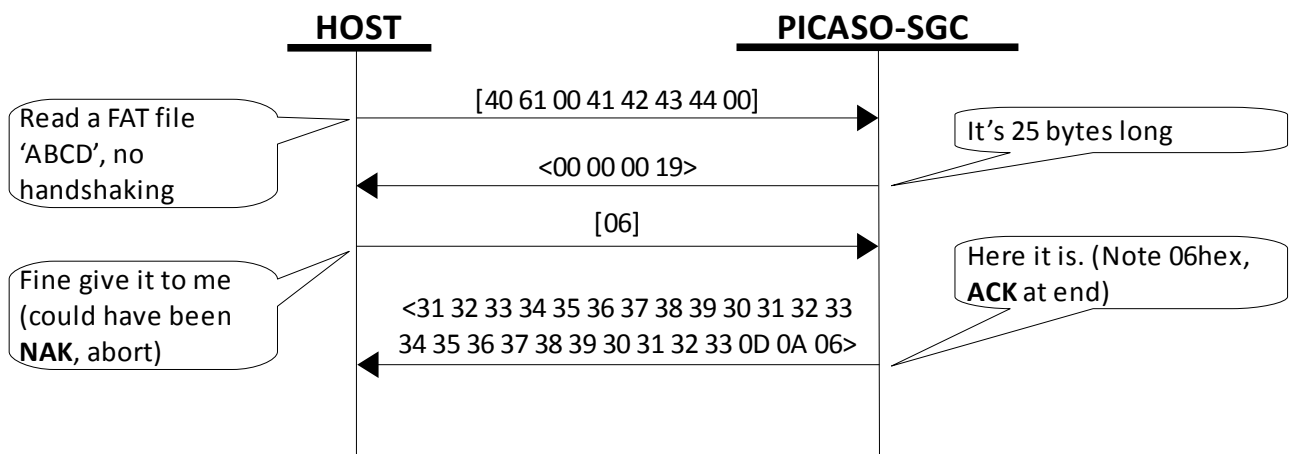 HOST
PICASO-SGC
[40 61 00 41 42 43 44 00]
Read a FAT file
‘ABCD’, no
handshaking
It’s 25 bytes long
<00 00 00 19>
[06]
Fine give it to me
(could have been
NAK, abort)
Here it is. (Note 06hex,
ACK at end)
<31 32 33 34 35 36 37 38 39 30 31 32 33
34 35 36 37 38 39 30 31 32 33 0D 0A 06>